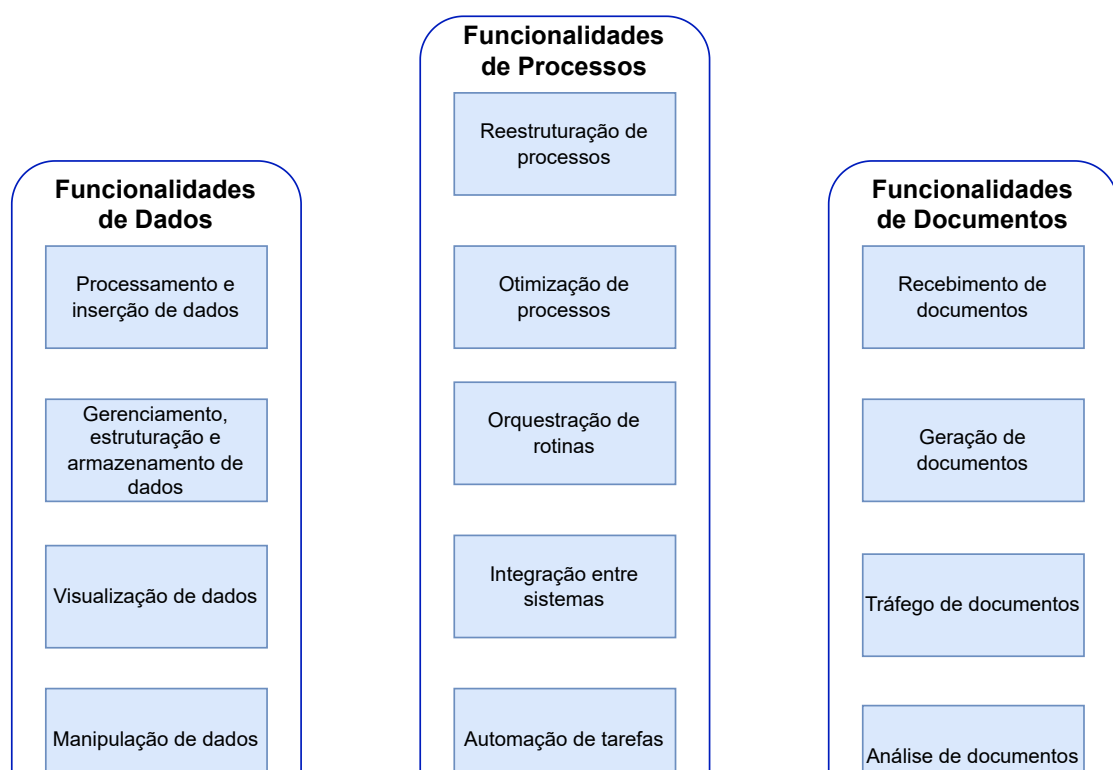 Funcionalidades
de Dados
Processamento e
inserção de dados
Gerenciamento,
estruturação e
armazenamento de
dados
Visualização de dados
Manipulação de dados
Funcionalidades
de Processos
Reestruturação de
processos
Otimização de
processos
Orquestração de
rotinas
Integração entre
sistemas
Automação de tarefas
Funcionalidades
de Documentos
Recebimento de
documentos
Geração de
documentos
Tráfego de documentos
Análise de documentos